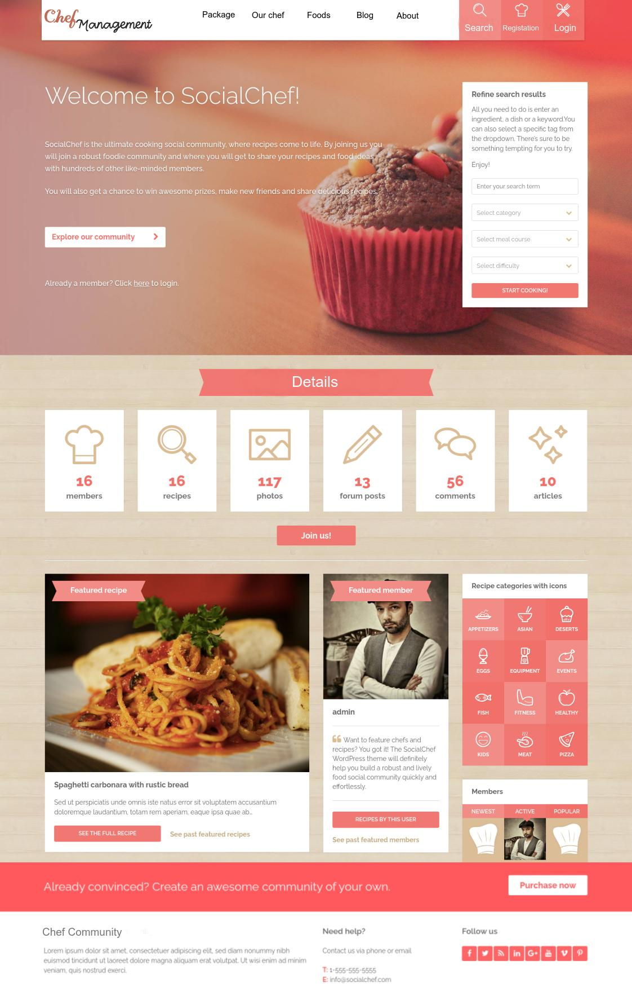 Chef Management
Package
Our chef
Foods
Blog
About
Search
Registation
Login
Welcome to SocialChef!
SocialChef is the ultimate cooking social community, where recipes come to life. By joining us you
will join a robust foodie community and where you will get to share your recipes and food ideas
with hundreds of other like-minded members.
You will also get a chance to win awesome prizes, make new friends and share delicious recipes.
Explore our community
Already a member? Click here to login.
Refine search results
All you need to do is enter an
ingredient, a dish or a keyword.You
can also select a specific tag from
the dropdown. There's sure to be
something tempting for you to try.
Enjoy!
Enter your search term
Select category
Select meal course
Select difficulty
START COOKING!
Details
16
members
16
recipes
117
photos
13
forum posts
56
comments
10
articles
Join us!
Featured recipe
Spaghetti carbonara with rustic bread
Sed ut perspiciatis unde omnis iste natus error sit voluptatem accusantium
doloremque laudantium, totam rem aperiam, eaque ipsa quae ab...
SEE THE FULL RECIPE
See past featured recipes
Featured member
admin
Want to feature chefs and
recipes? You got it! The SocialChef
WordPress theme will definitely
help you build a robust and lively
food social community quickly and
effortlessly.
RECIPES BY THIS USER
See past featured members
Recipe categories with icons
APPETIZERS
ASIAN
DESERTS
EGGS
EQUIPMENT
EVENTS
FISH
FITNESS
HEALTHY
KIDS
MEAT
PIZZA
Members
NEWEST
ACTIVE
POPULAR
Already convinced? Create an awesome community of your own.
Purchase now
Chef Community
Lorem ipsum dolor sit amet, consectetuer adipiscing elit, sed diam nonummy nibh
euismod tincidunt ut laoreet dolore magna aliquam erat volutpat. Ut wisi enim ad minim
veniam, quis nostrud exerci.
Need help?
Contact us via phone or email
T: 1-555-555-5555
E: info@socialchef.com
Follow us